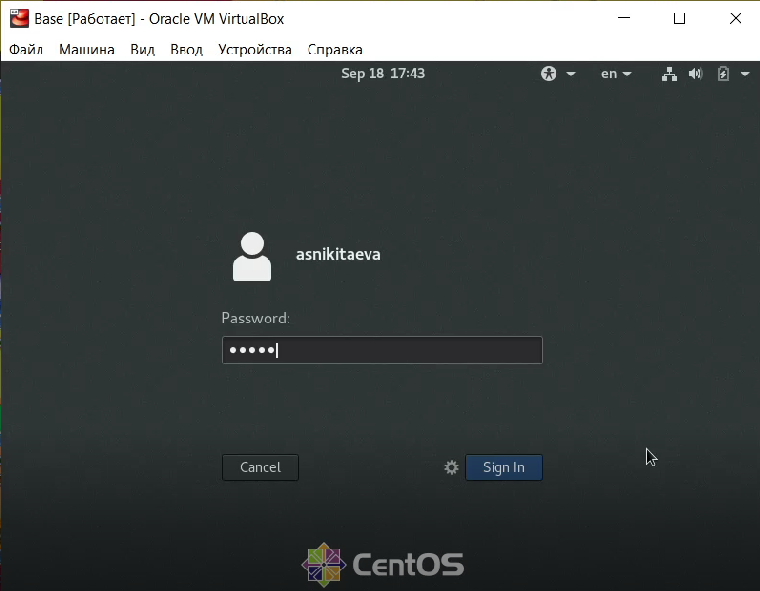 Base [Работает] - Oracle VM VirtualBox
Файл Машина Вид Ввод Устройства Справка
Sep 18 17:43 en
asnikitaeva
Password:
Cancel Sign In
CentOS